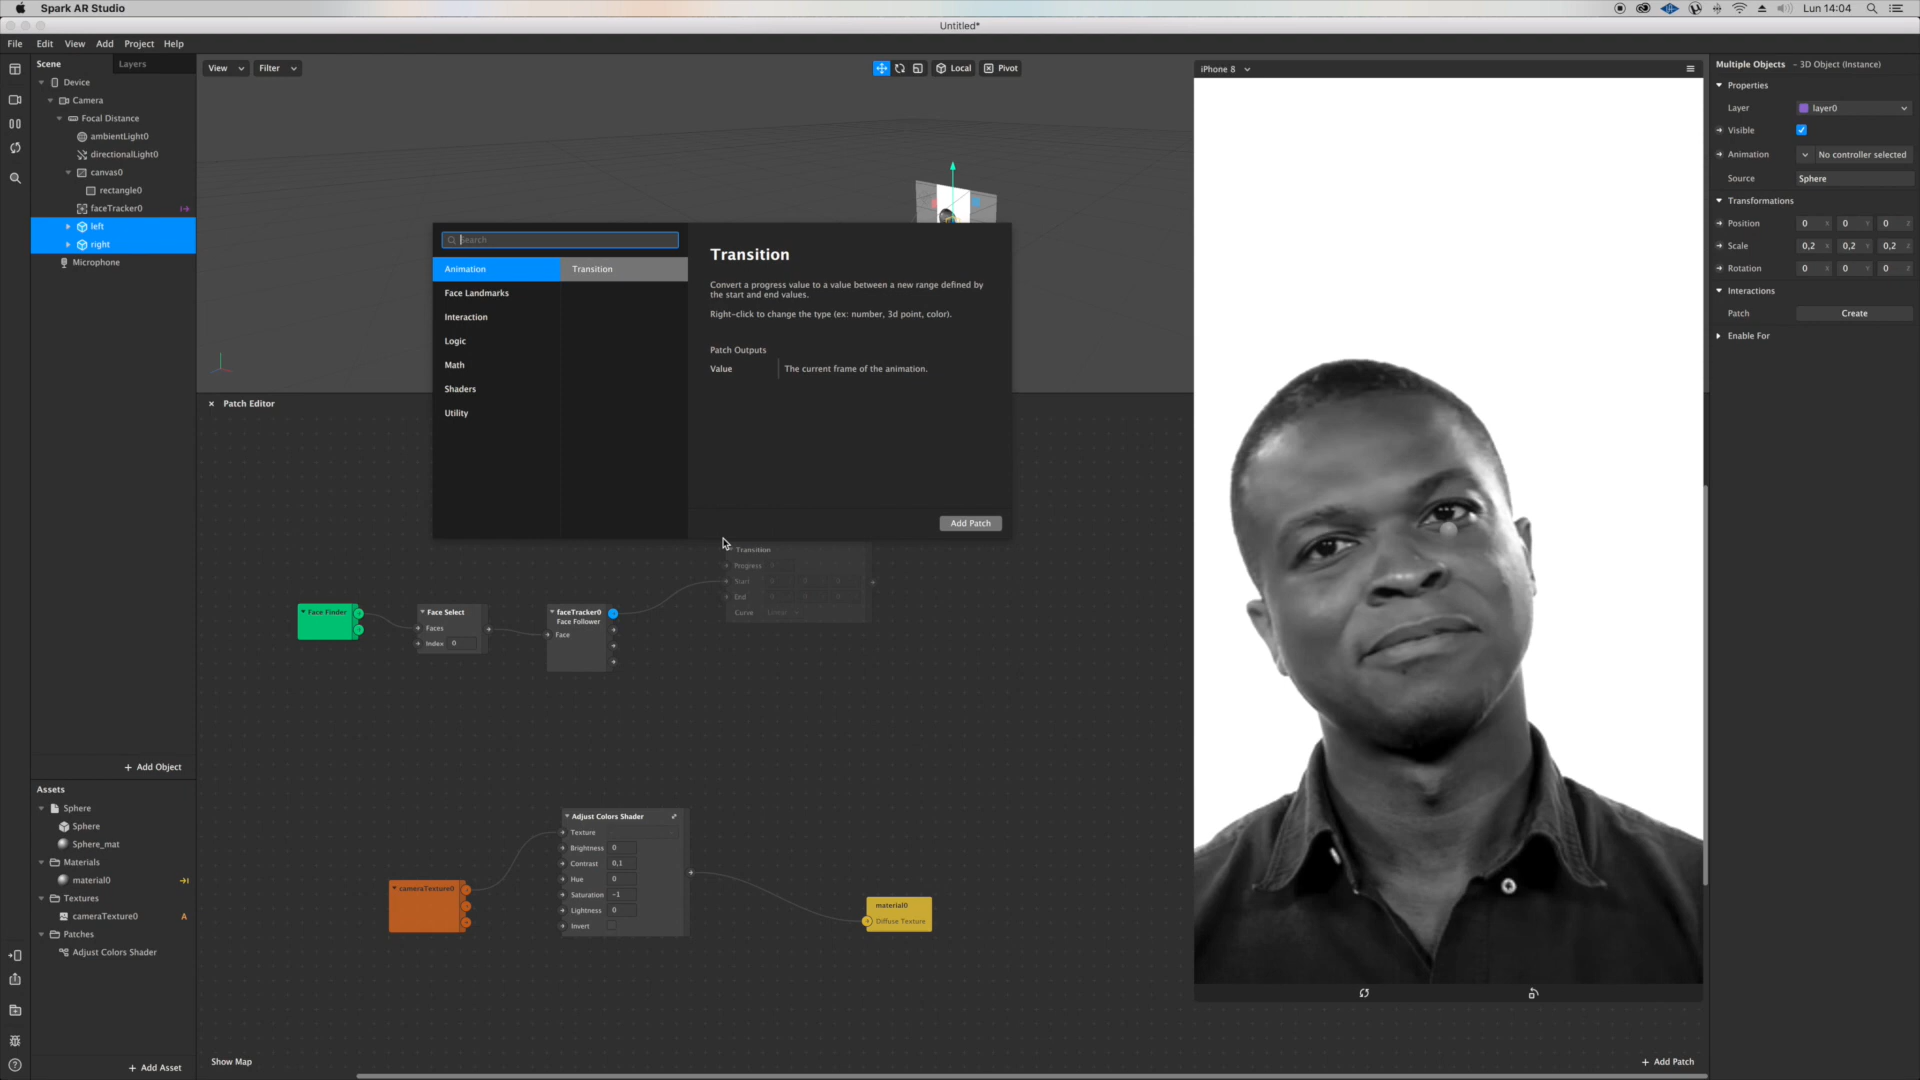 Spark AR Studio
Lun 14:04
Untitled*
File Edit View Add Project Help
Scene Layers
Device
Camera
Focal Distance
ambientLight0
directionalLight0
canvas0
rectangle0
faceTracker0
left
right
Microphone
+ Add Object
Assets
Sphere
Sphere
Sphere_mat
Materials
material0
Textures
cameraTexture0 A
Patches
Adjust Colors Shader
+ Add Asset
View Filter
Local Pivot
Search
Animation
Face Landmarks
Interaction
Logic
Math
Shaders
Utility
Transition
Transition
Convert a progress value to a value between a new range defined by
the start and end values.
Right-click to change the type (ex: number, 3d point, color).
Patch Outputs
Value The current frame of the animation.
Add Patch
× Patch Editor
Transition
Progress
Start
End
Curve Linear
Face Finder
Face Select
Faces
Index 0
faceTracker0
Face Follower
Face
cameraTexture0
Adjust Colors Shader
Texture
Brightness 0
Contrast 0,1
Hue 0
Saturation -1
Lightness 0
Invert
material0
Diffuse Texture
Show Map
+ Add Patch
iPhone 8
Multiple Objects - 3D Object (Instance)
Properties
Layer layer0
Visible
Animation No controller selected
Source Sphere
Transformations
Position 0 X 0 Y 0 Z
Scale 0,2 X 0,2 Y 0,2 Z
Rotation 0 X 0 Y 0 Z
Interactions
Patch Create
Enable For